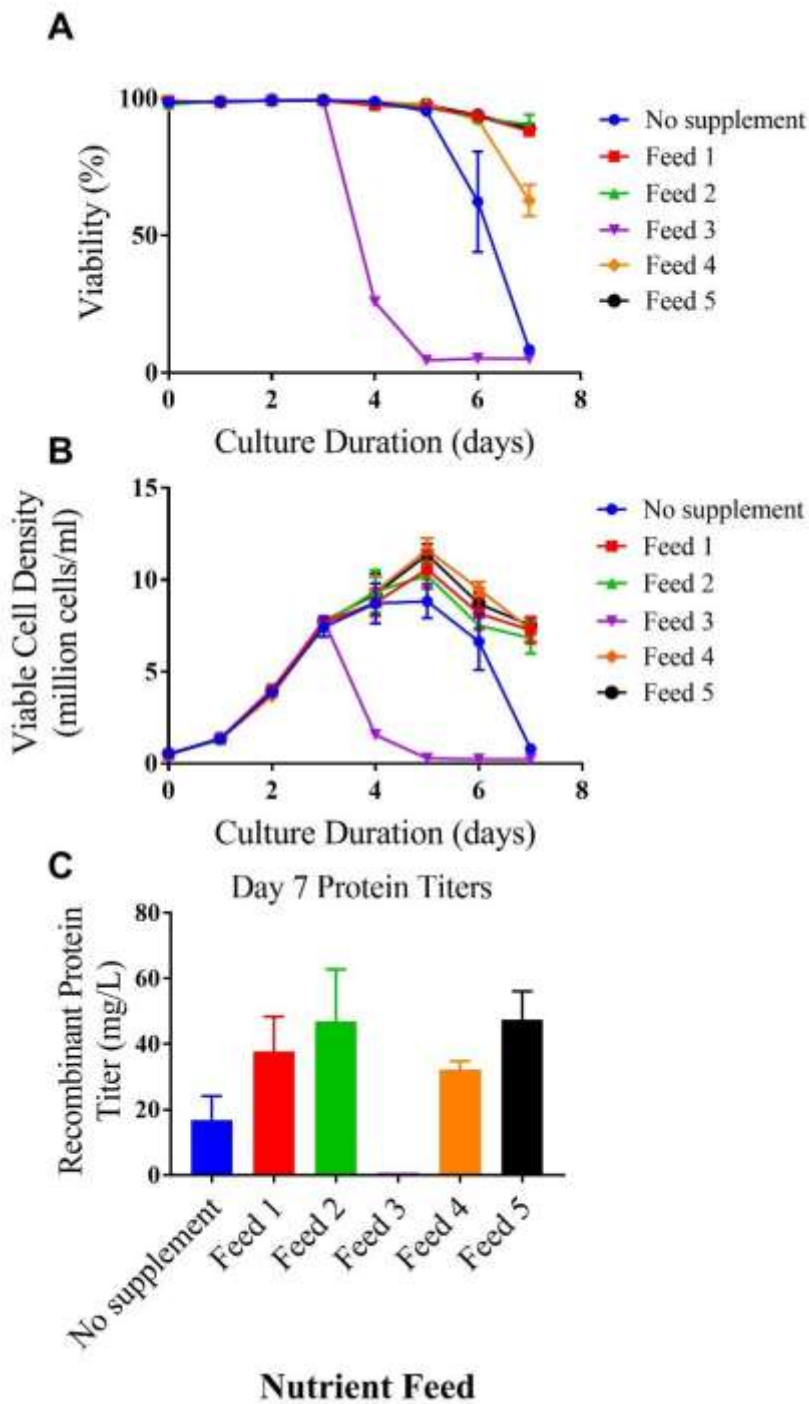 A
100
50
0
Viability (%)
0 2 4 6 8
Culture Duration (days)
No supplement
Feed 1
Feed 2
Feed 3
Feed 4
Feed 5
B
15
10
5
0
Viable Cell Density
(million cells/ml)
0 2 4 6 8
Culture Duration (days)
No supplement
Feed 1
Feed 2
Feed 3
Feed 4
Feed 5
C
Day 7 Protein Titers
80
60
40
20
0
Recombinant Protein
Titer (mg/L)
No supplement
Feed 1
Feed 2
Feed 3
Feed 4
Feed 5
Nutrient Feed